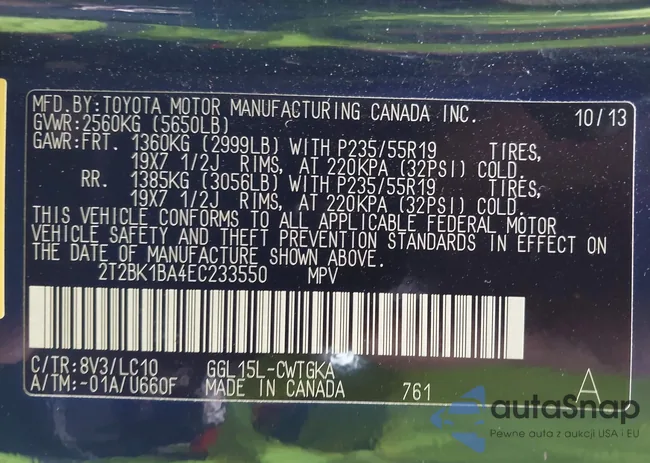 MFD.BY:TOYOTA MOTOR MANUFACTURING CANADA INC. 10/13
GVWR:2560KG (5650LB)
GAWR:FRT. 1360KG (2999LB) WITH P235/55R19 TIRES,
19X7 1/2J RIMS, AT 220KPA (32PSI) COLD.
RR. 1385KG (3056LB) WITH P235/55R19 TIRES,
19X7 1/2J RIMS, AT 220KPA (32PSI) COLD.
THIS VEHICLE CONFORMS TO ALL APPLICABLE FEDERAL MOTOR
VEHICLE SAFETY AND THEFT PREVENTION STANDARDS IN EFFECT ON
THE DATE OF MANUFACTURE SHOWN ABOVE.
2T2BK1BA4EC233550 MPV
C/TR:8V3/LC10 GGL15L-CWTGKA
A/TM:-01A/U660F MADE IN CANADA 761 A
autoSnap
Pewne auta z aukcji USA i EU